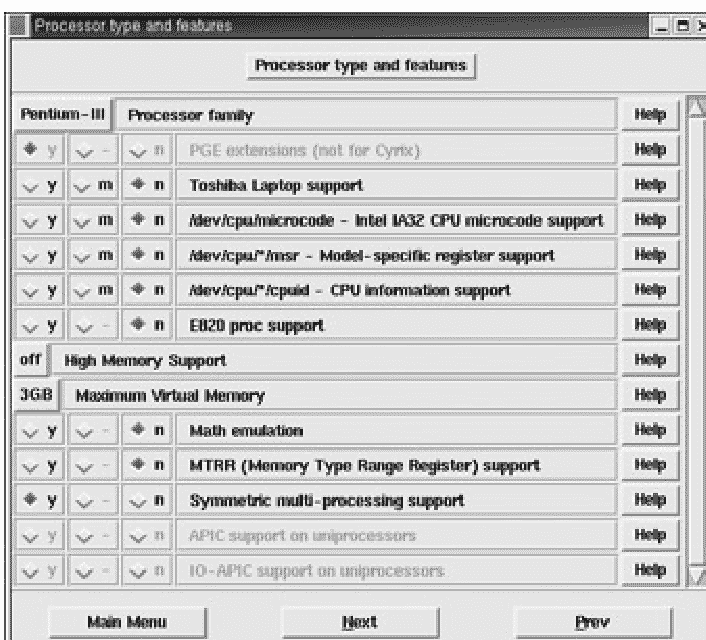 Processor type and features
Processor type and features
Pentium-III Processor family Help
y - n PGE extensions (not for Cyrix) Help
y m n Toshiba Laptop support Help
y m n /dev/cpu/microcode - Intel IA32 CPU microcode support Help
y m n /dev/cpu/*/msr - Model-specific register support Help
y m n /dev/cpu/*/cpuid - CPU information support Help
y - n E820 proc support Help
off High Memory Support Help
3GB Maximum Virtual Memory Help
y - n Math emulation Help
y - n MTRR (Memory Type Range Register) support Help
y - n Symmetric multi-processing support Help
y - n APIC support on uniprocessors Help
y - n IO-APIC support on uniprocessors Help
Main Menu Next Prev